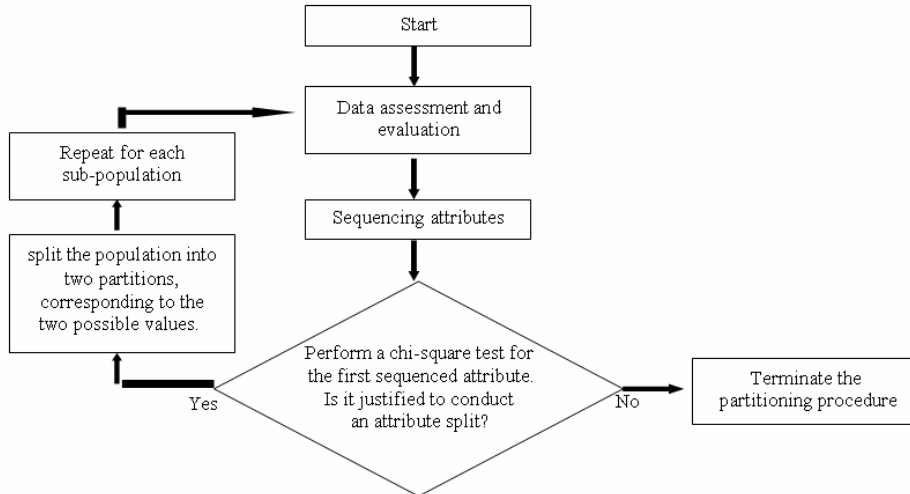 Start
Data assessment and
evaluation
Sequencing attributes
Perform a chi-square test for
the first sequenced attribute.
Is it justified to conduct
an attribute split?
Yes
No
split the population into
two partitions,
corresponding to the
two possible values.
Repeat for each
sub-population
Terminate the
partitioning procedure